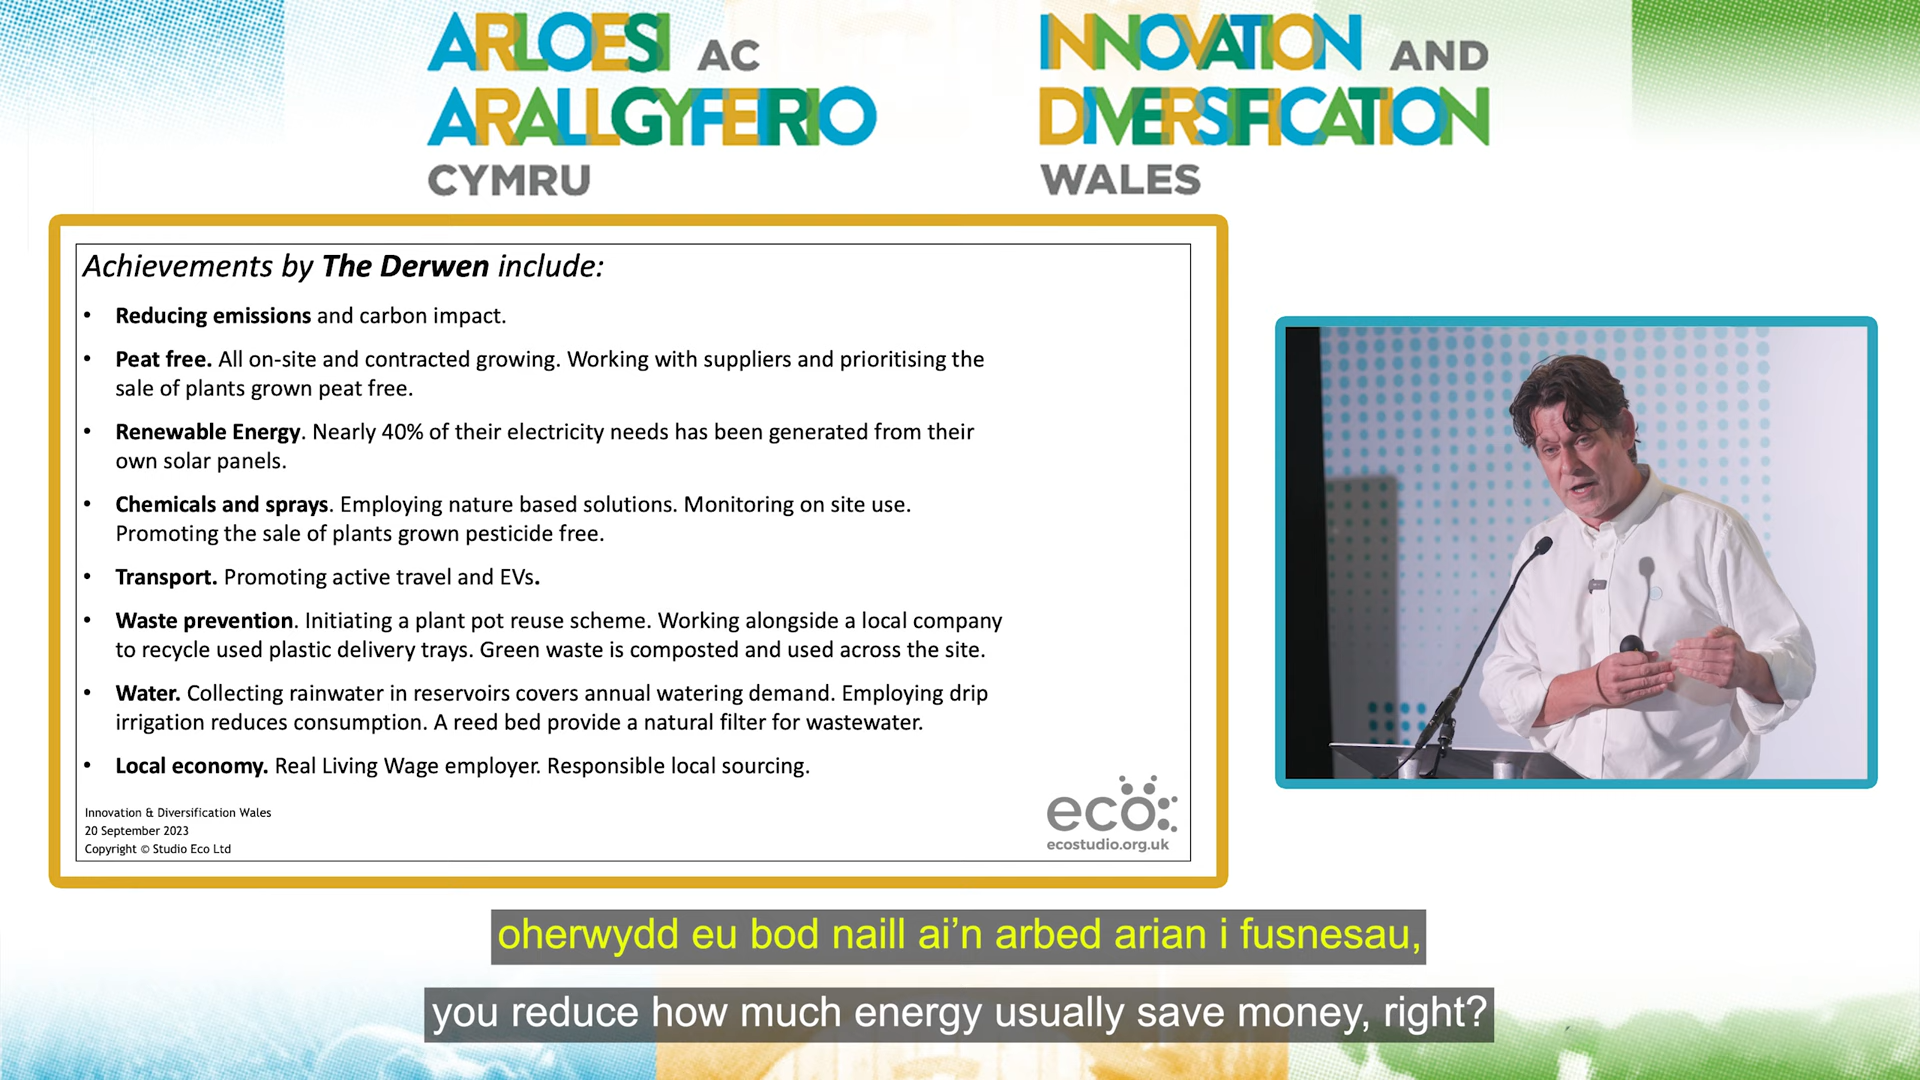 ARLOESI AC
ARALLGYFEIRIO
CYMRU
INNOVATION AND
DIVERSIFICATION
WALES
Achievements by The Derwen include:
• Reducing emissions and carbon impact.
• Peat free. All on-site and contracted growing. Working with suppliers and prioritising the
sale of plants grown peat free.
• Renewable Energy. Nearly 40% of their electricity needs has been generated from their
own solar panels.
• Chemicals and sprays. Employing nature based solutions. Monitoring on site use.
Promoting the sale of plants grown pesticide free.
• Transport. Promoting active travel and EVs.
• Waste prevention. Initiating a plant pot reuse scheme. Working alongside a local company
to recycle used plastic delivery trays. Green waste is composted and used across the site.
• Water. Collecting rainwater in reservoirs covers annual watering demand. Employing drip
irrigation reduces consumption. A reed bed provide a natural filter for wastewater.
• Local economy. Real Living Wage employer. Responsible local sourcing.
Innovation & Diversification Wales
20 September 2023
Copyright © Studio Eco Ltd
eco
ecostudio.org.uk
oherwydd eu bod naill ai’n arbed arian i fusnesau,
you reduce how much energy usually save money, right?